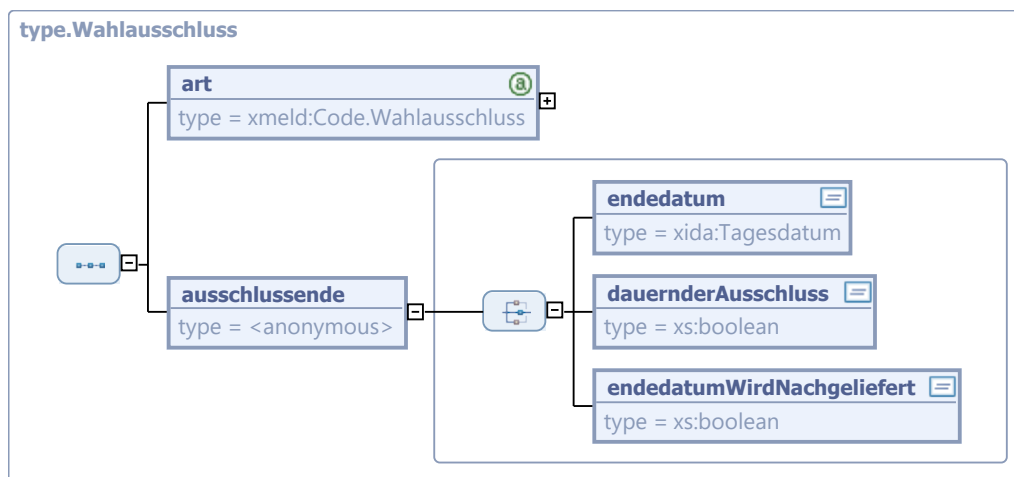 type.Wahlausschluss
art
type = xmeld:Code.Wahlausschluss
ausschlussende
type = <anonymous>
endedatum
type = xida:Tagesdatum
dauernderAusschluss
type = xs:boolean
endedatumWirdNachgeliefert
type = xs:boolean